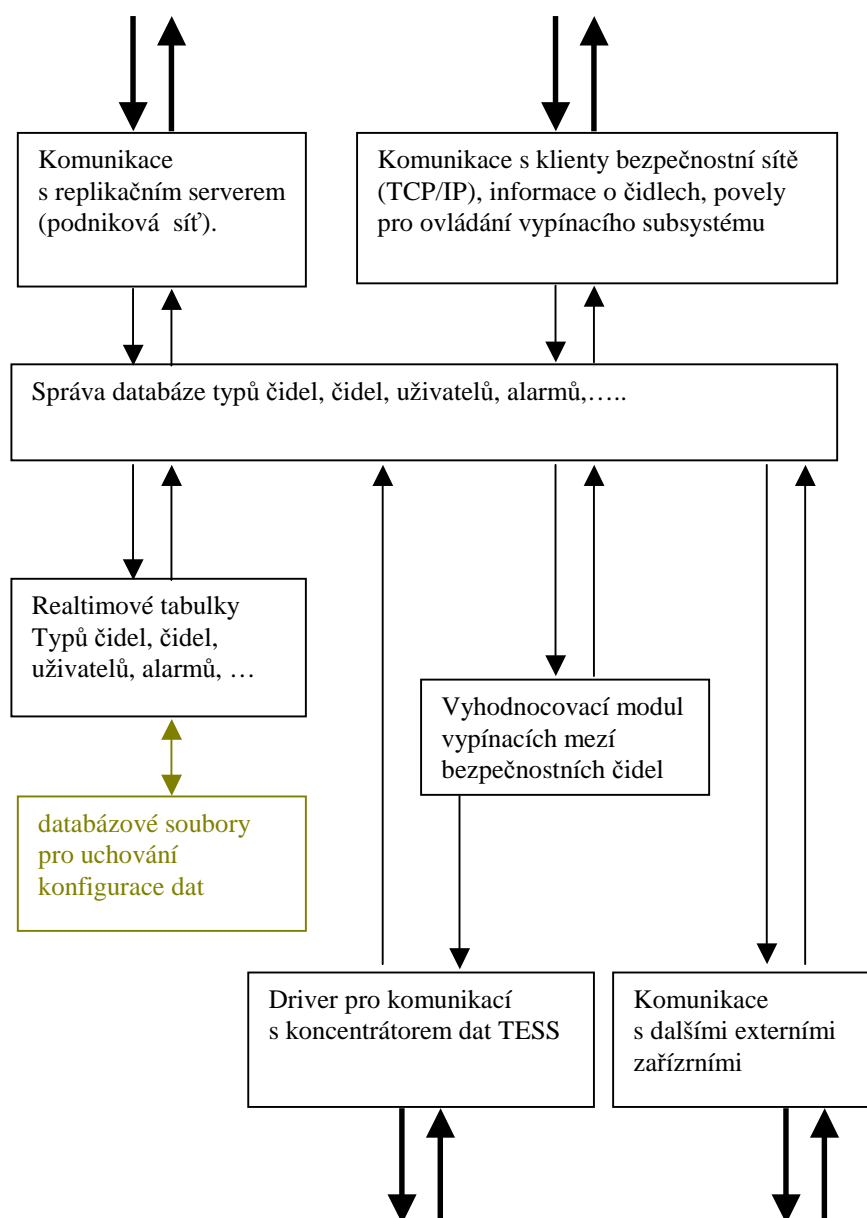 Komunikace
s replikačním serverem
(podniková síť).
Komunikace s klienty bezpečnostní sítě
(TCP/IP), informace o čidlech, povely
pro ovládání vypínacího subsystému
Správa databáze typů čidel, čidel, uživatelů, alarmů,…..
Realtimové tabulky
Typů čidel, čidel,
uživatelů, alarmů, …
Vyhodnocovací modul
vypínacích mezí
bezpečnostních čidel
databázové soubory
pro uchování
konfigurace dat
Driver pro komunikací
s koncentrátorem dat TESS
Komunikace
s dalšími externími
zařízrními